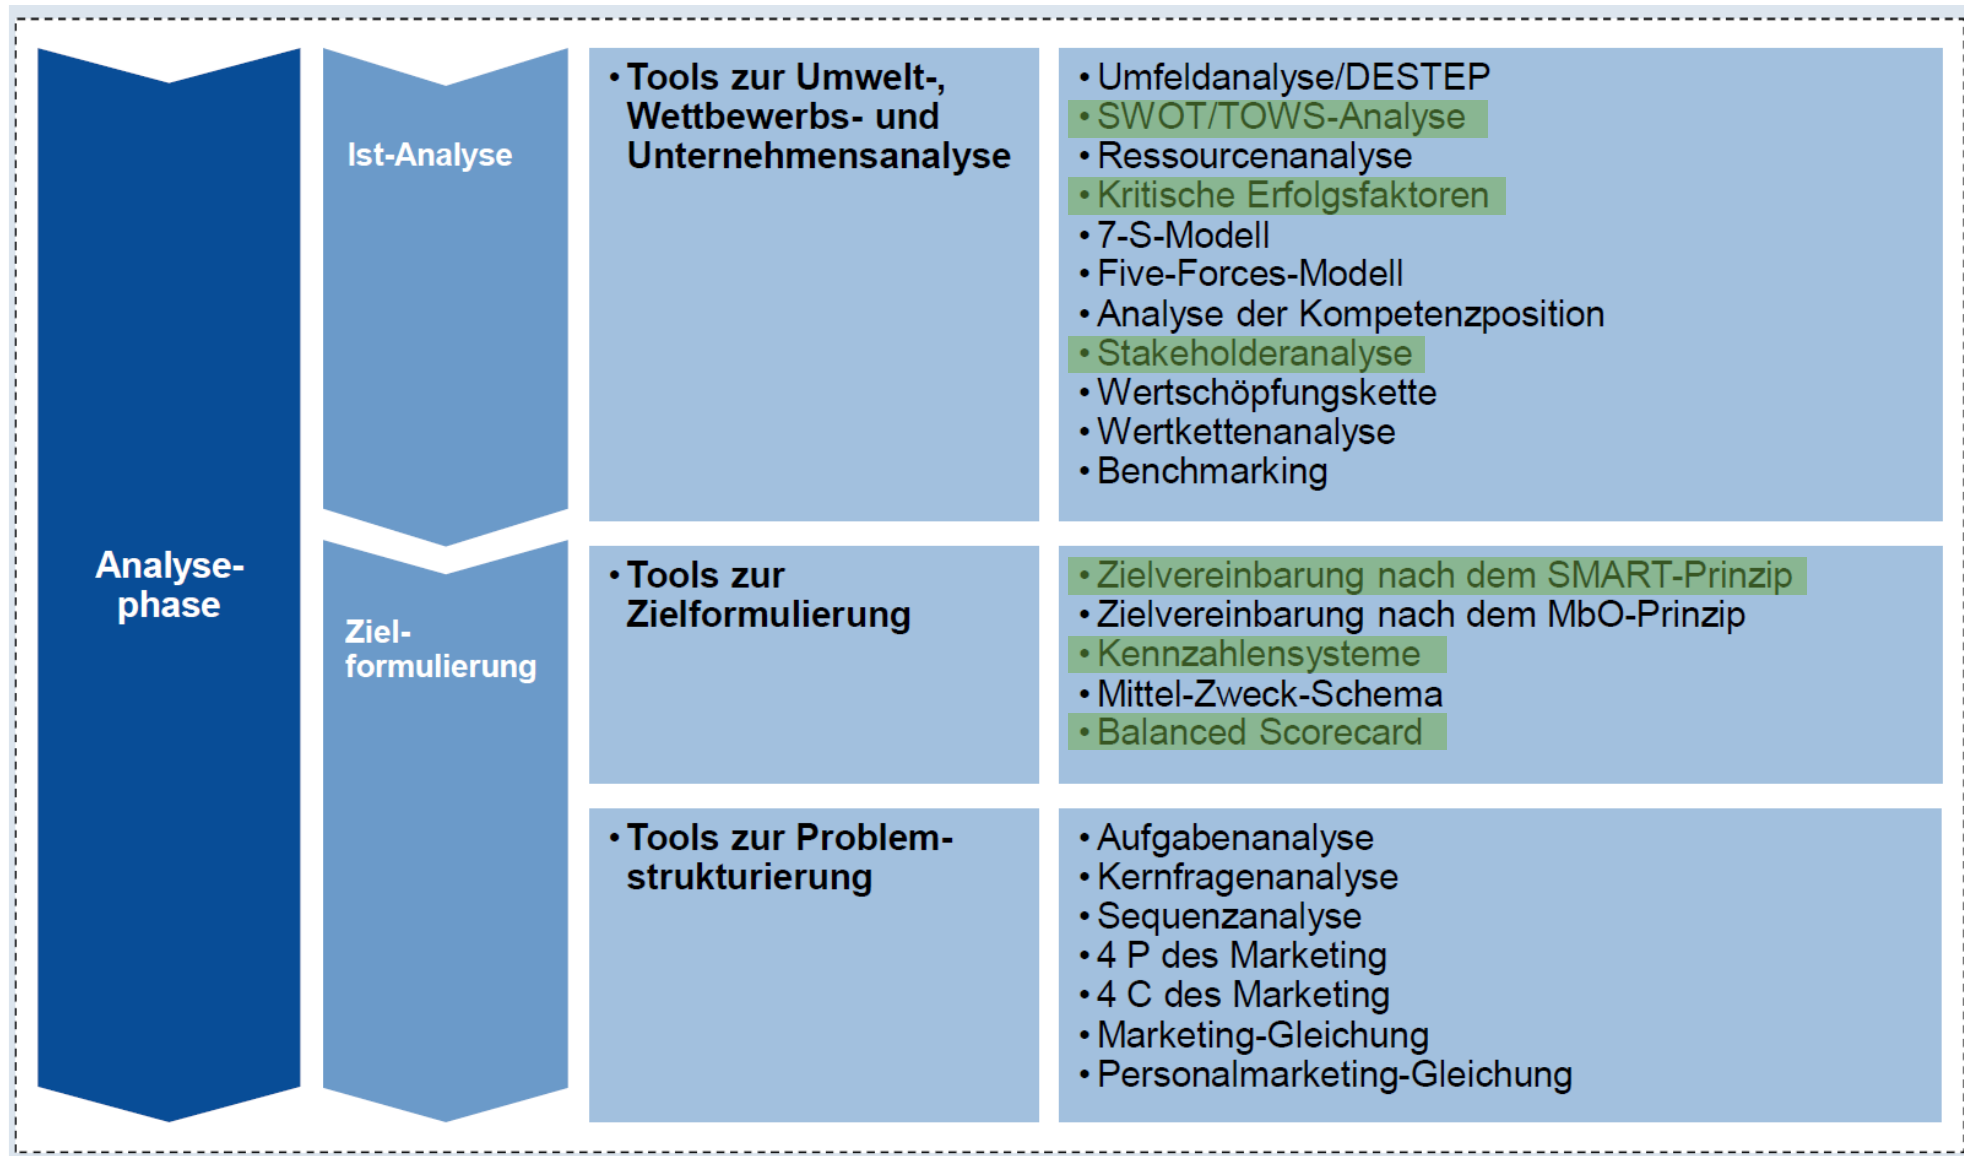 Analyse-
phase
Ist-Analyse
• Tools zur Umwelt-,
Wettbewerbs- und
Unternehmensanalyse
• Umfeldanalyse/DESTEP
• SWOT/TOWS-Analyse
• Ressourcenanalyse
• Kritische Erfolgsfaktoren
• 7-S-Modell
• Five-Forces-Modell
• Analyse der Kompetenzposition
• Stakeholderanalyse
• Wertschöpfungskette
• Wertkettenanalyse
• Benchmarking
Ziel-
formulierung
• Tools zur
Zielformulierung
• Zielvereinbarung nach dem SMART-Prinzip
• Zielvereinbarung nach dem MbO-Prinzip
• Kennzahlensysteme
• Mittel-Zweck-Schema
• Balanced Scorecard
• Tools zur Problem-
strukturierung
• Aufgabenanalyse
• Kernfragenanalyse
• Sequenzanalyse
• 4 P des Marketing
• 4 C des Marketing
• Marketing-Gleichung
• Personalmarketing-Gleichung